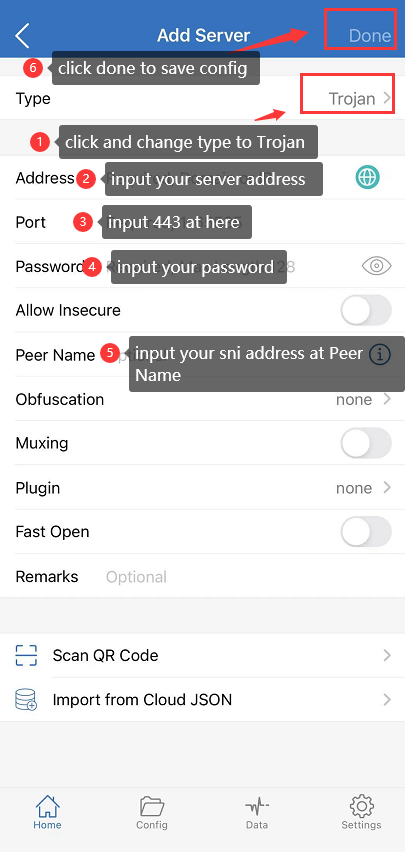 Add Server
Done
6 click done to save config
Type
Trojan
1 click and change type to Trojan
Address
2 input your server address
Port
3 input 443 at here
Password
4 input your password
28
Allow Insecure
Peer Name
5 input your sni address at Peer
Name
Obfuscation
none
Muxing
Plugin
none
Fast Open
Remarks
Optional
Scan QR Code
Import from Cloud JSON
Home
Config
Data
Settings